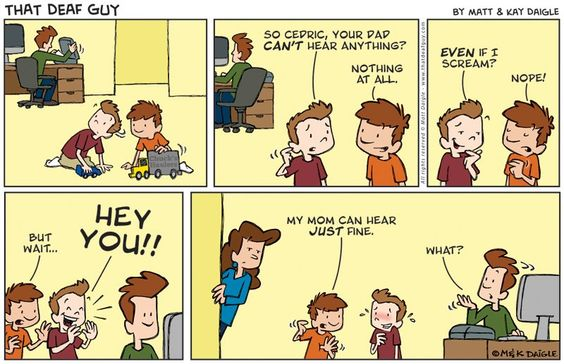 THAT DEAF GUY
BY MATT & KAY DAIGLE
SO CEDRIC, YOUR DAD
CAN'T HEAR ANYTHING?
NOTHING
AT ALL.
EVEN IF I
SCREAM?
NOPE!
All rights reserved © Matt Daigle - www.thatdeafguy.com
BUT
WAIT...
HEY
YOU!!
MY MOM CAN HEAR
JUST FINE.
WHAT?
©M&K DAIGLE